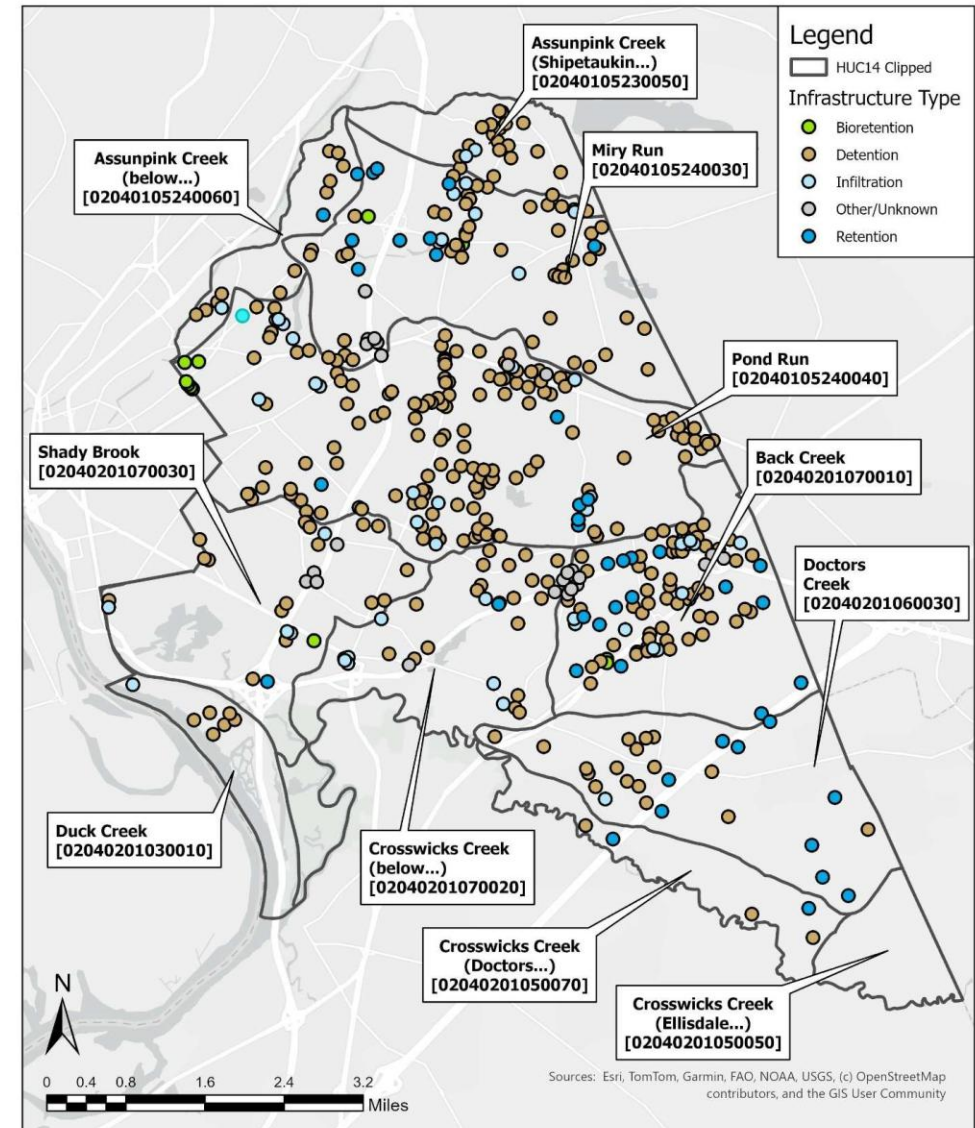 Legend
HUC14 Clipped
Infrastructure Type
Bioretention
Detention
Infiltration
Other/Unknown
Retention
Assunpink Creek
(Shipetaukin...)
[02040105230050]
Assunpink Creek
(below...)
[02040105240060]
Miry Run
[02040105240030]
Pond Run
[02040105240040]
Shady Brook
[02040201070030]
Back Creek
[02040201070010]
Doctors
Creek
[02040201060030]
Duck Creek
[02040201030010]
Crosswicks Creek
(below...)
[02040201070020]
Crosswicks Creek
(Doctors...)
[02040201050070]
Crosswicks Creek
(Ellisdale...)
[02040201050050]
N
0 0.4 0.8 1.6 2.4 3.2
Miles
Sources: Esri, TomTom, Garmin, FAO, NOAA, USGS, (c) OpenStreetMap
contributors, and the GIS User Community